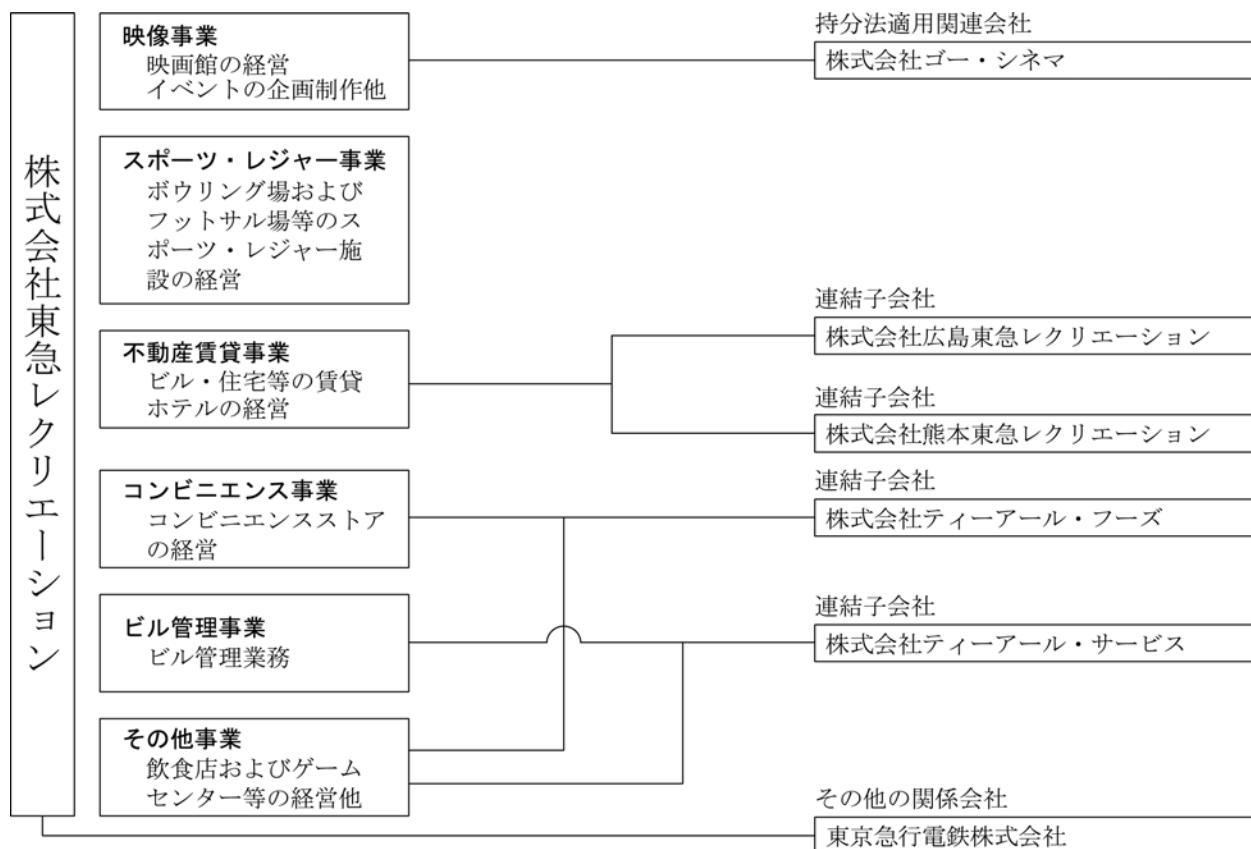 株式会社東急レクリエーション
映像事業
映画館の経営
イベントの企画制作他
持分法適用関連会社
株式会社ゴー・シネマ
スポーツ・レジャー事業
ボウリング場および
フットサル場等のス
ポーツ・レジャー施
設の経営
不動産賃貸事業
ビル・住宅等の賃貸
ホテルの経営
連結子会社
株式会社広島東急レクリエーション
連結子会社
株式会社熊本東急レクリエーション
コンビニエンス事業
コンビニエンスストア
の経営
連結子会社
株式会社ティーアール・フーズ
ビル管理事業
ビル管理業務
連結子会社
株式会社ティーアール・サービス
その他事業
飲食店およびゲーム
センター等の経営他
その他の関係会社
東京急行電鉄株式会社